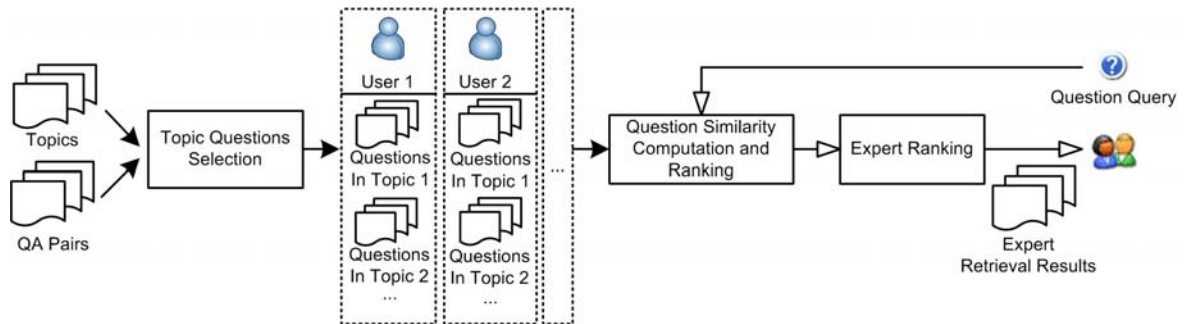 Topics
QA Pairs
Topic Questions
Selection
User 1
Questions
In Topic 1
Questions
In Topic 2
...
User 2
Questions
In Topic 1
Questions
In Topic 2
...
...
Question Similarity
Computation and
Ranking
Expert Ranking
?
Question Query
Expert
Retrieval Results